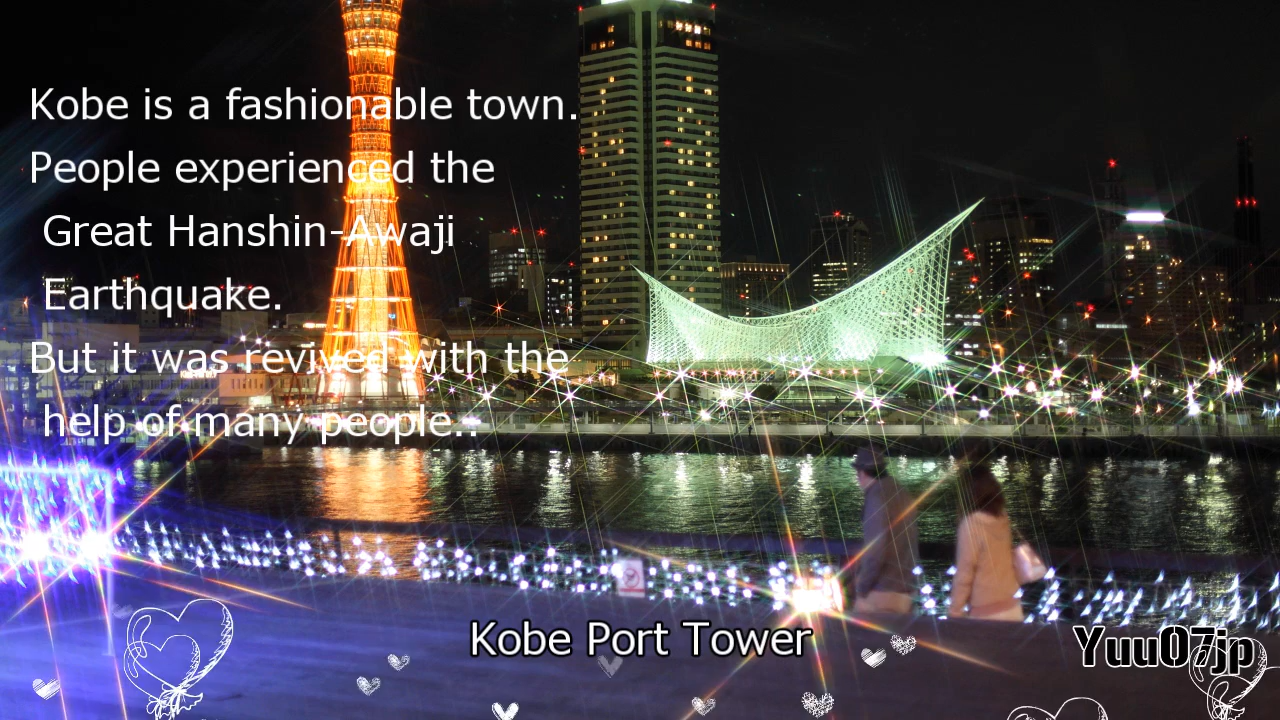 Kobe is a fashionable town.
People experienced the
Great Hanshin-Awaji
Earthquake.
But it was revived with the
help of many people..
Kobe Port Tower
Yuu07jp